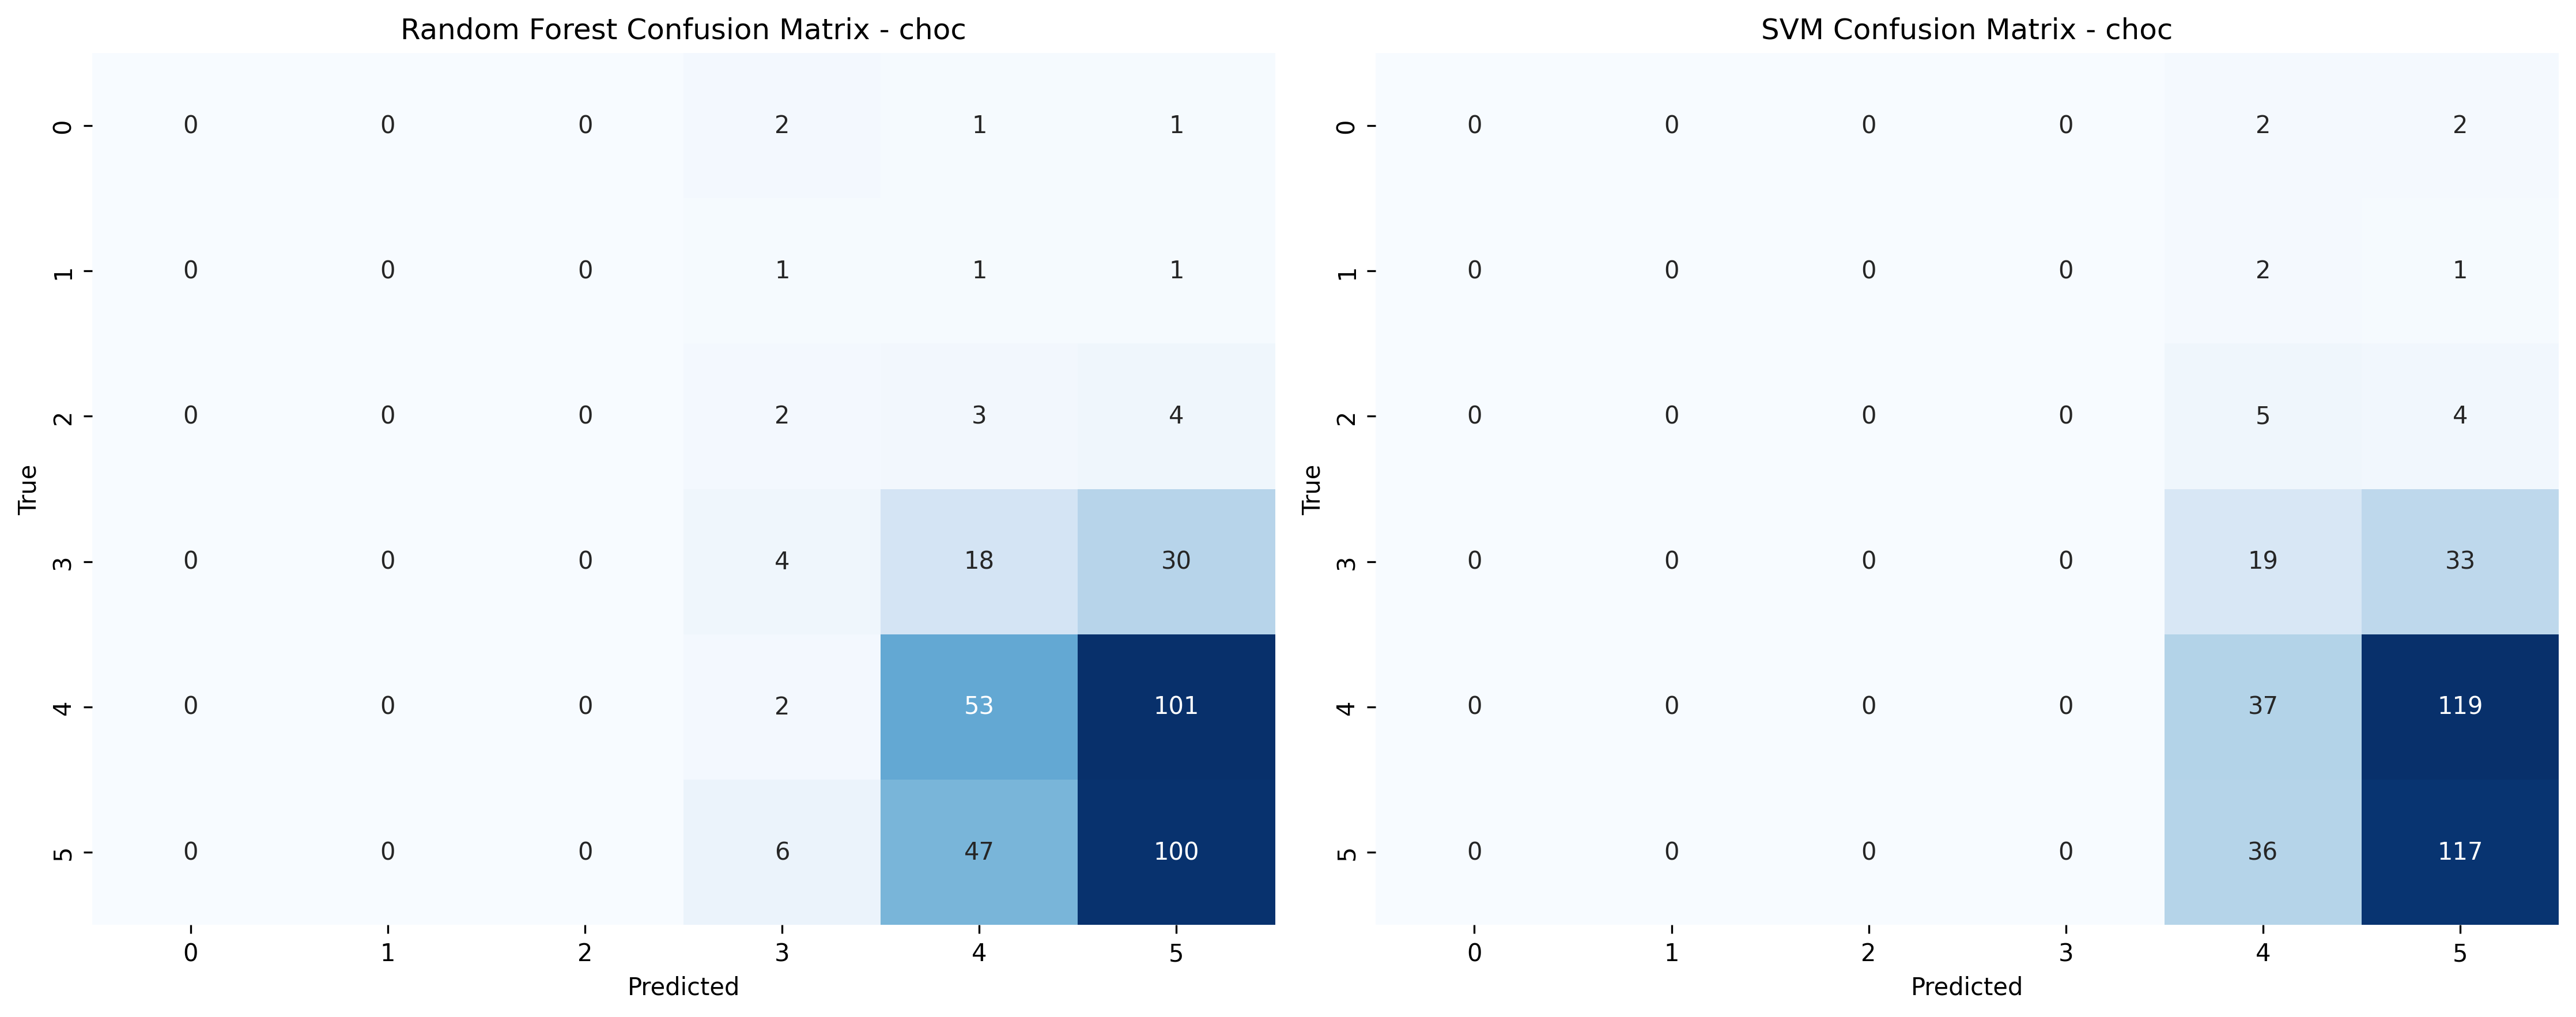 Random Forest Confusion Matrix - choc
True
0 0 0 0 2 1 1
1 0 0 0 1 1 1
2 0 0 0 2 3 4
3 0 0 0 4 18 30
4 0 0 0 2 53 101
5 0 0 0 6 47 100
0 1 2 3 4 5
Predicted
SVM Confusion Matrix - choc
True
0 0 0 0 0 2 2
1 0 0 0 0 2 1
2 0 0 0 0 5 4
3 0 0 0 0 19 33
4 0 0 0 0 37 119
5 0 0 0 0 36 117
0 1 2 3 4 5
Predicted